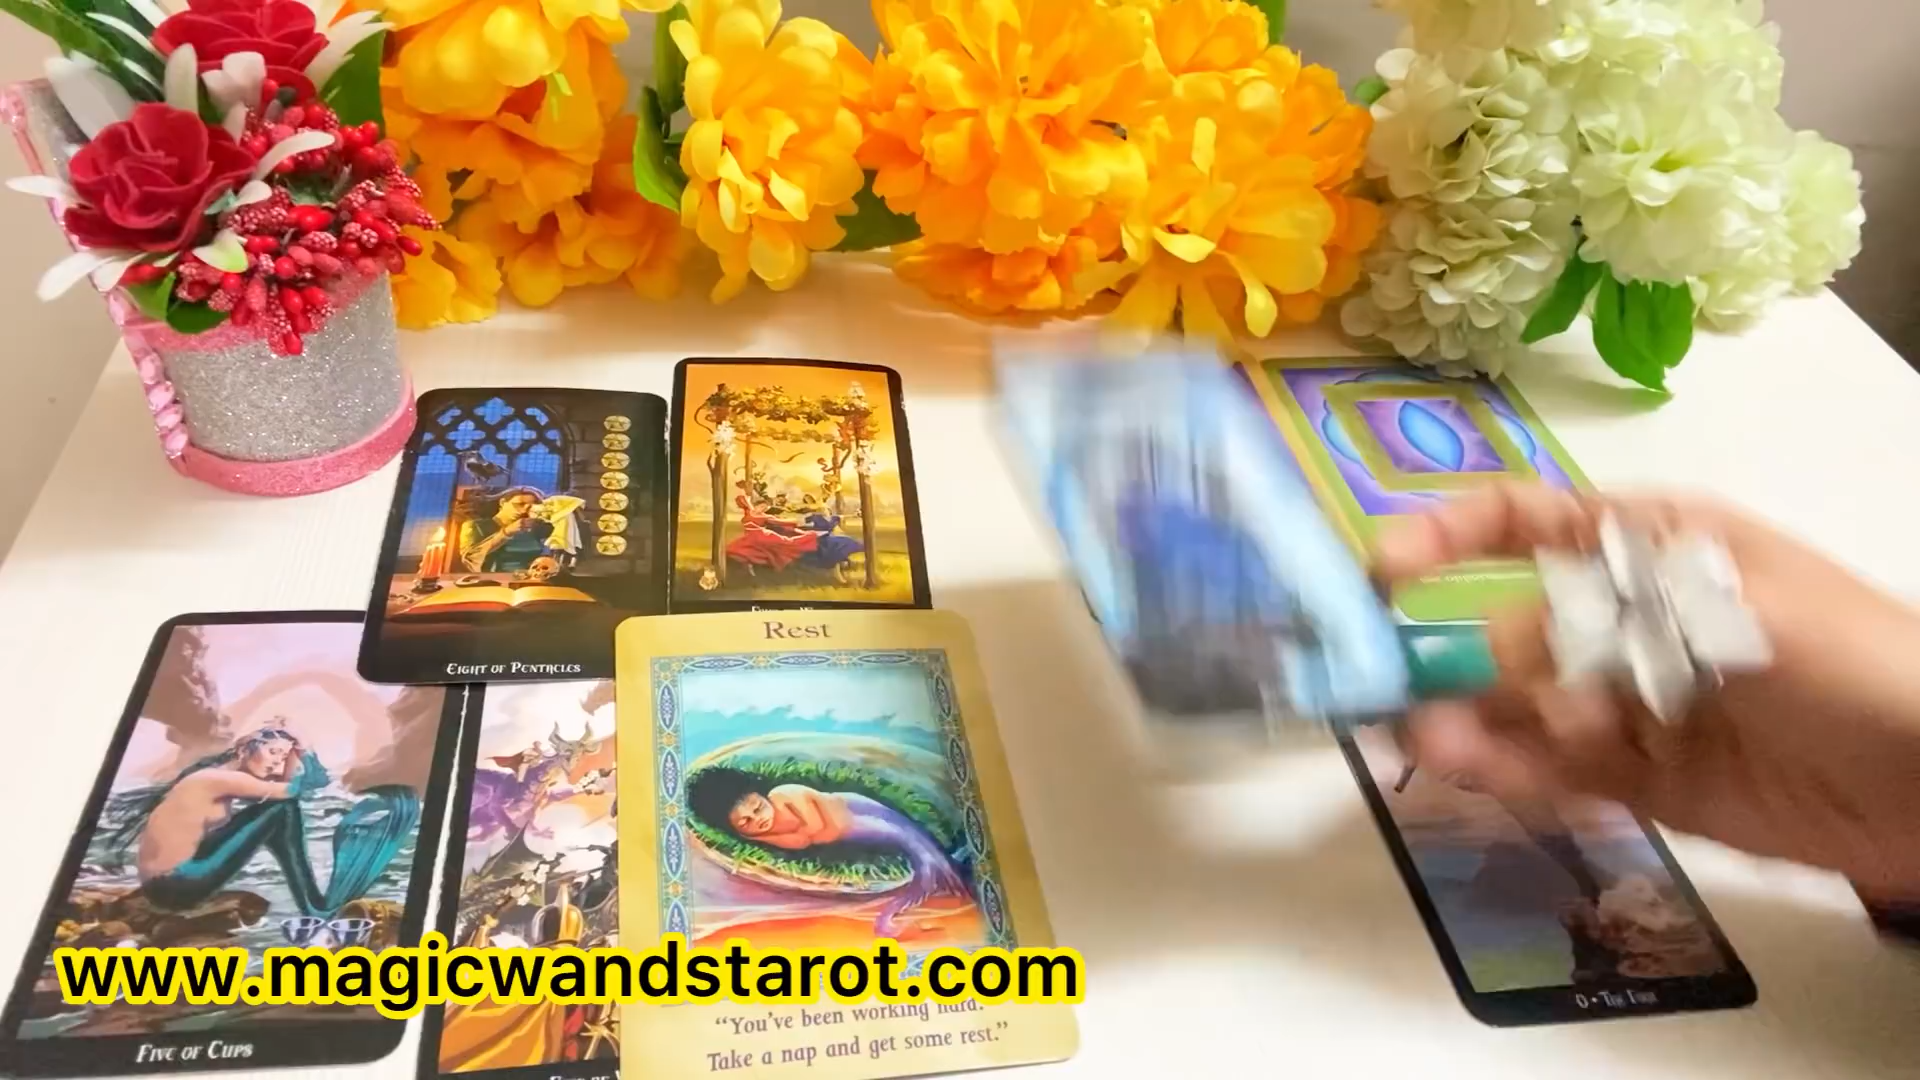 EIGHT OF PENTACLES
Rest
www.magicwandstarot.com
"You've been working hard.
Take a nap and get some rest."
0 • THE FOOL
FIVE OF CUPS